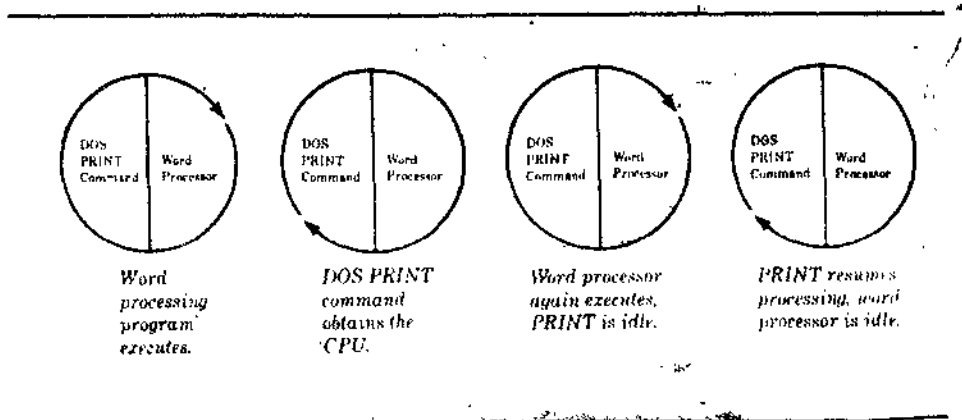 DOS
PRINT
Command
Word
Processor
DOS
PRINT
Command
Word
Processor
DOS
PRINT
Command
Word
Processor
DOS
PRINT
Command
Word
Processor
Word
processing
program
executes.
DOS PRINT
command
obtains the
CPU.
Word processor
again executes,
PRINT is idle.
PRINT resumes
processing, word
processor is idle.